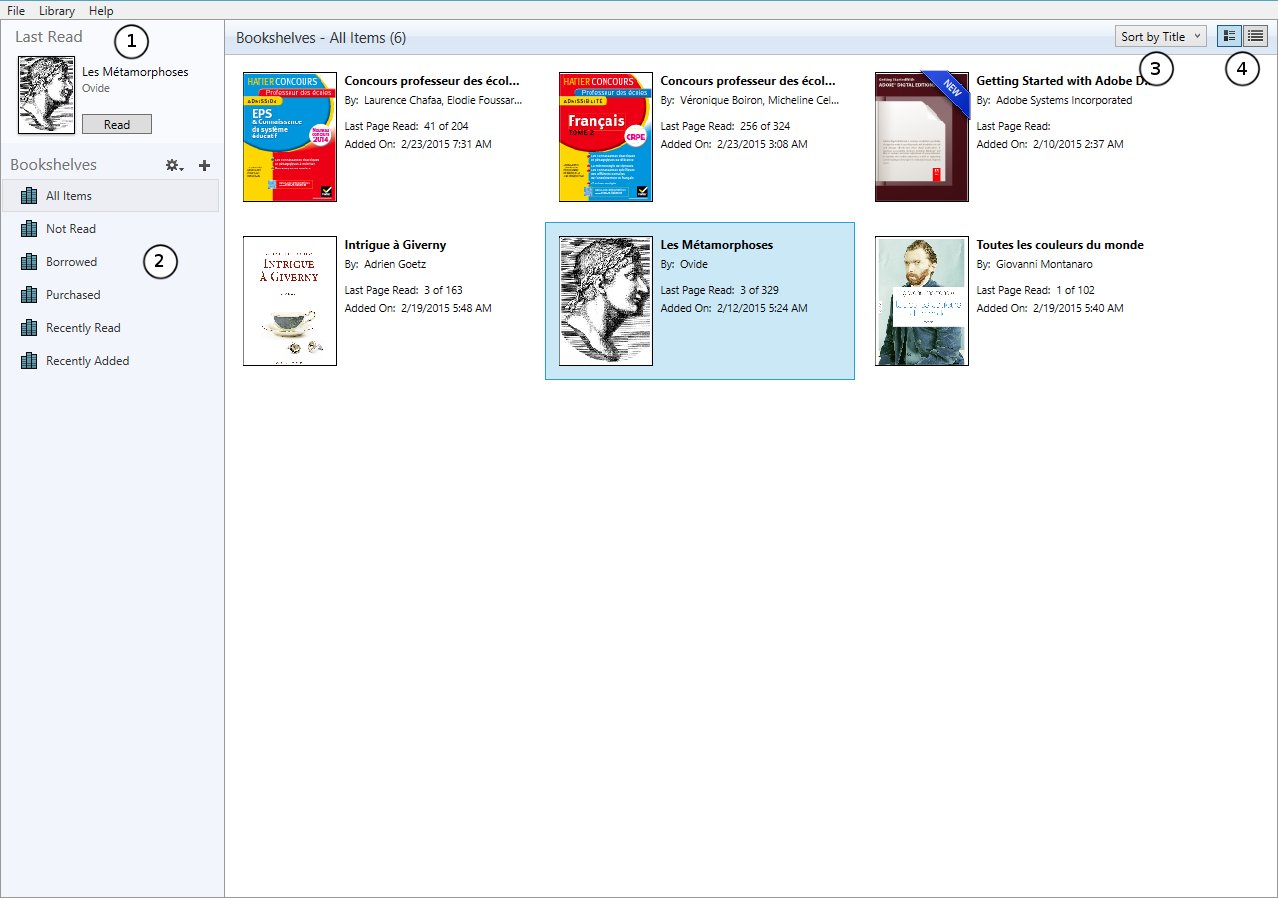 File Library Help
Last Read
1
Les Métamorphoses
Ovide
Read
Bookshelves
All Items
Not Read
Borrowed
2
Purchased
Recently Read
Recently Added
Bookshelves - All Items (6)
Sort by Title
3
4
HATIER CONCOURS
Professeur des écoles
ADMISSION
EPS
& Connaissance
du système
éducatif
Nouveau
concours
2014
Concours professeur des écol...
By: Laurence Chafaa, Elodie Foussar...
Last Page Read: 41 of 204
Added On: 2/23/2015 7:31 AM
HATIER CONCOURS
Professeur des écoles
ADMISSIBILITÉ
Français
TOME 2
CRPE
Concours professeur des écol...
By: Véronique Boiron, Micheline Cel...
Last Page Read: 256 of 324
Added On: 2/23/2015 3:08 AM
Getting Started with
ADOBE® DIGITAL EDITIONS
NEW
Getting Started with Adobe D...
By: Adobe Systems Incorporated
Last Page Read:
Added On: 2/10/2015 2:37 AM
INTRIGUE
À GIVERNY
Intrigue à Giverny
By: Adrien Goetz
Last Page Read: 3 of 163
Added On: 2/19/2015 5:48 AM
Les Métamorphoses
By: Ovide
Last Page Read: 3 of 329
Added On: 2/12/2015 5:24 AM
Toutes les couleurs du monde
By: Giovanni Montanaro
Last Page Read: 1 of 102
Added On: 2/19/2015 5:40 AM